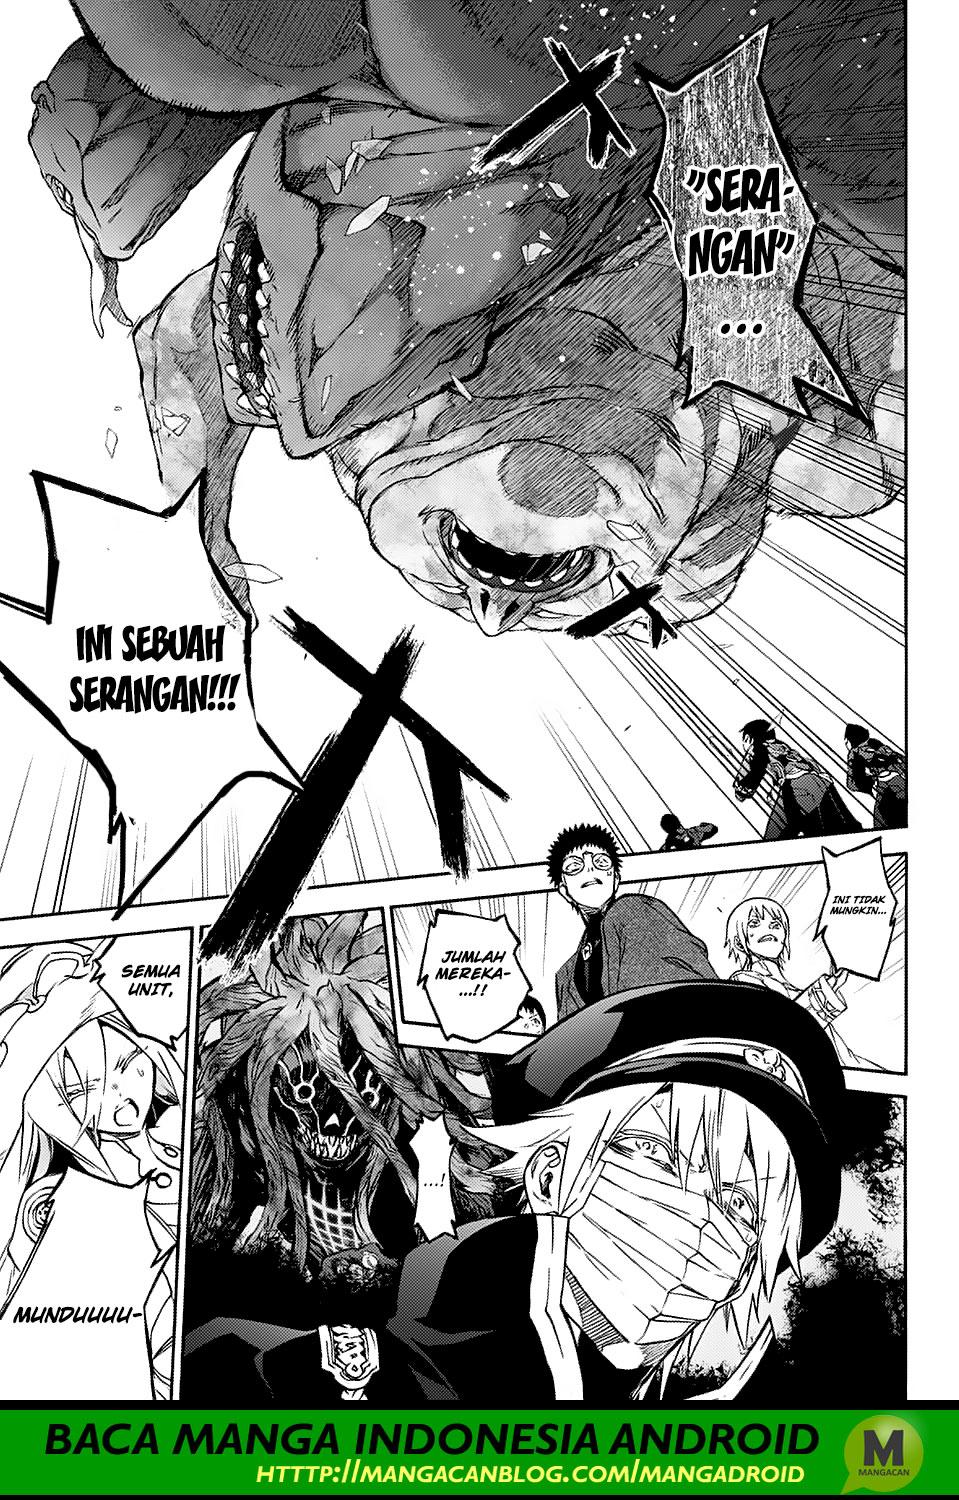 "SERA-
NGAN"
...
INI SEBUAH
SERANGAN!!!
INI TIDAK
MUNGKIN...
JUMLAH
MEREKA-
...!!
....!
SEMUA
UNIT,
MUNDUUUU-
BACA MANGA INDONESIA ANDROID
HTTTP://MANGACANBLOG.COM/MANGADROID
M
MANGACAN